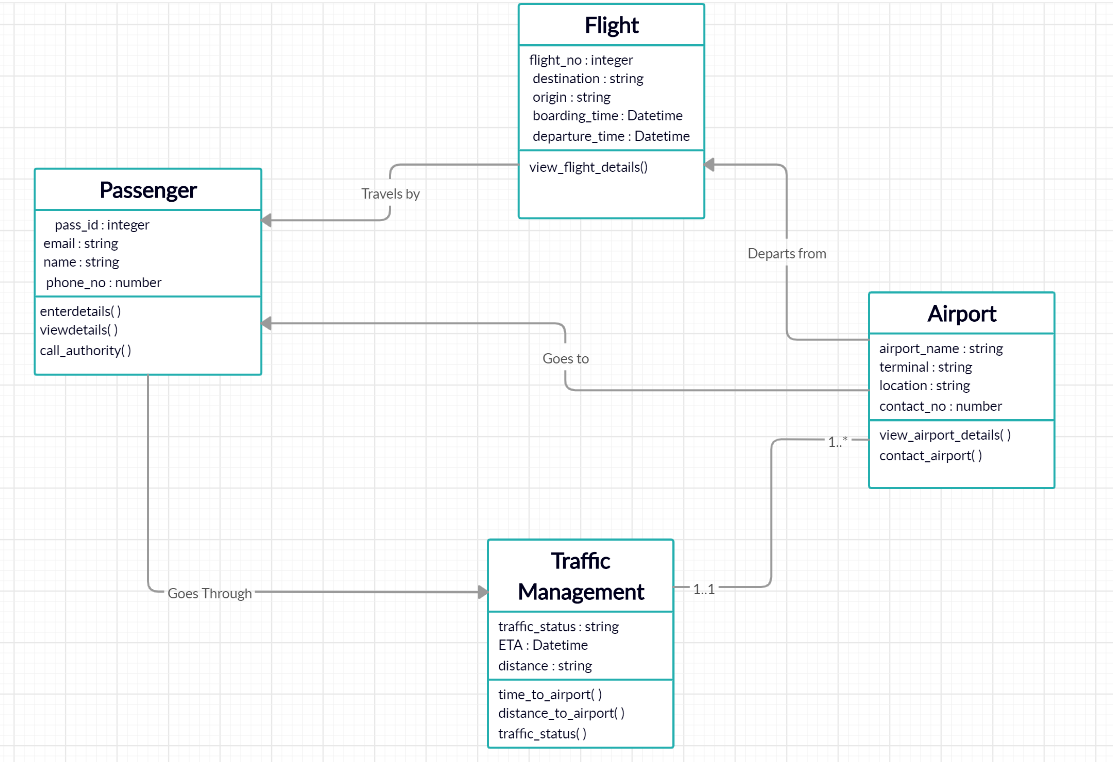 Flight
flight_no : integer
destination : string
origin : string
boarding_time : Datetime
departure_time : Datetime
view_flight_details()
Travels by
Passenger
pass_id : integer
email : string
name : string
phone_no : number
enterdetails( )
viewdetails( )
call_authority( )
Departs from
Goes to
Airport
airport_name : string
terminal : string
location : string
contact_no : number
view_airport_details( )
contact_airport( )
1..*
1..1
Goes Through
Traffic
Management
traffic_status : string
ETA : Datetime
distance : string
time_to_airport( )
distance_to_airport( )
traffic_status( )